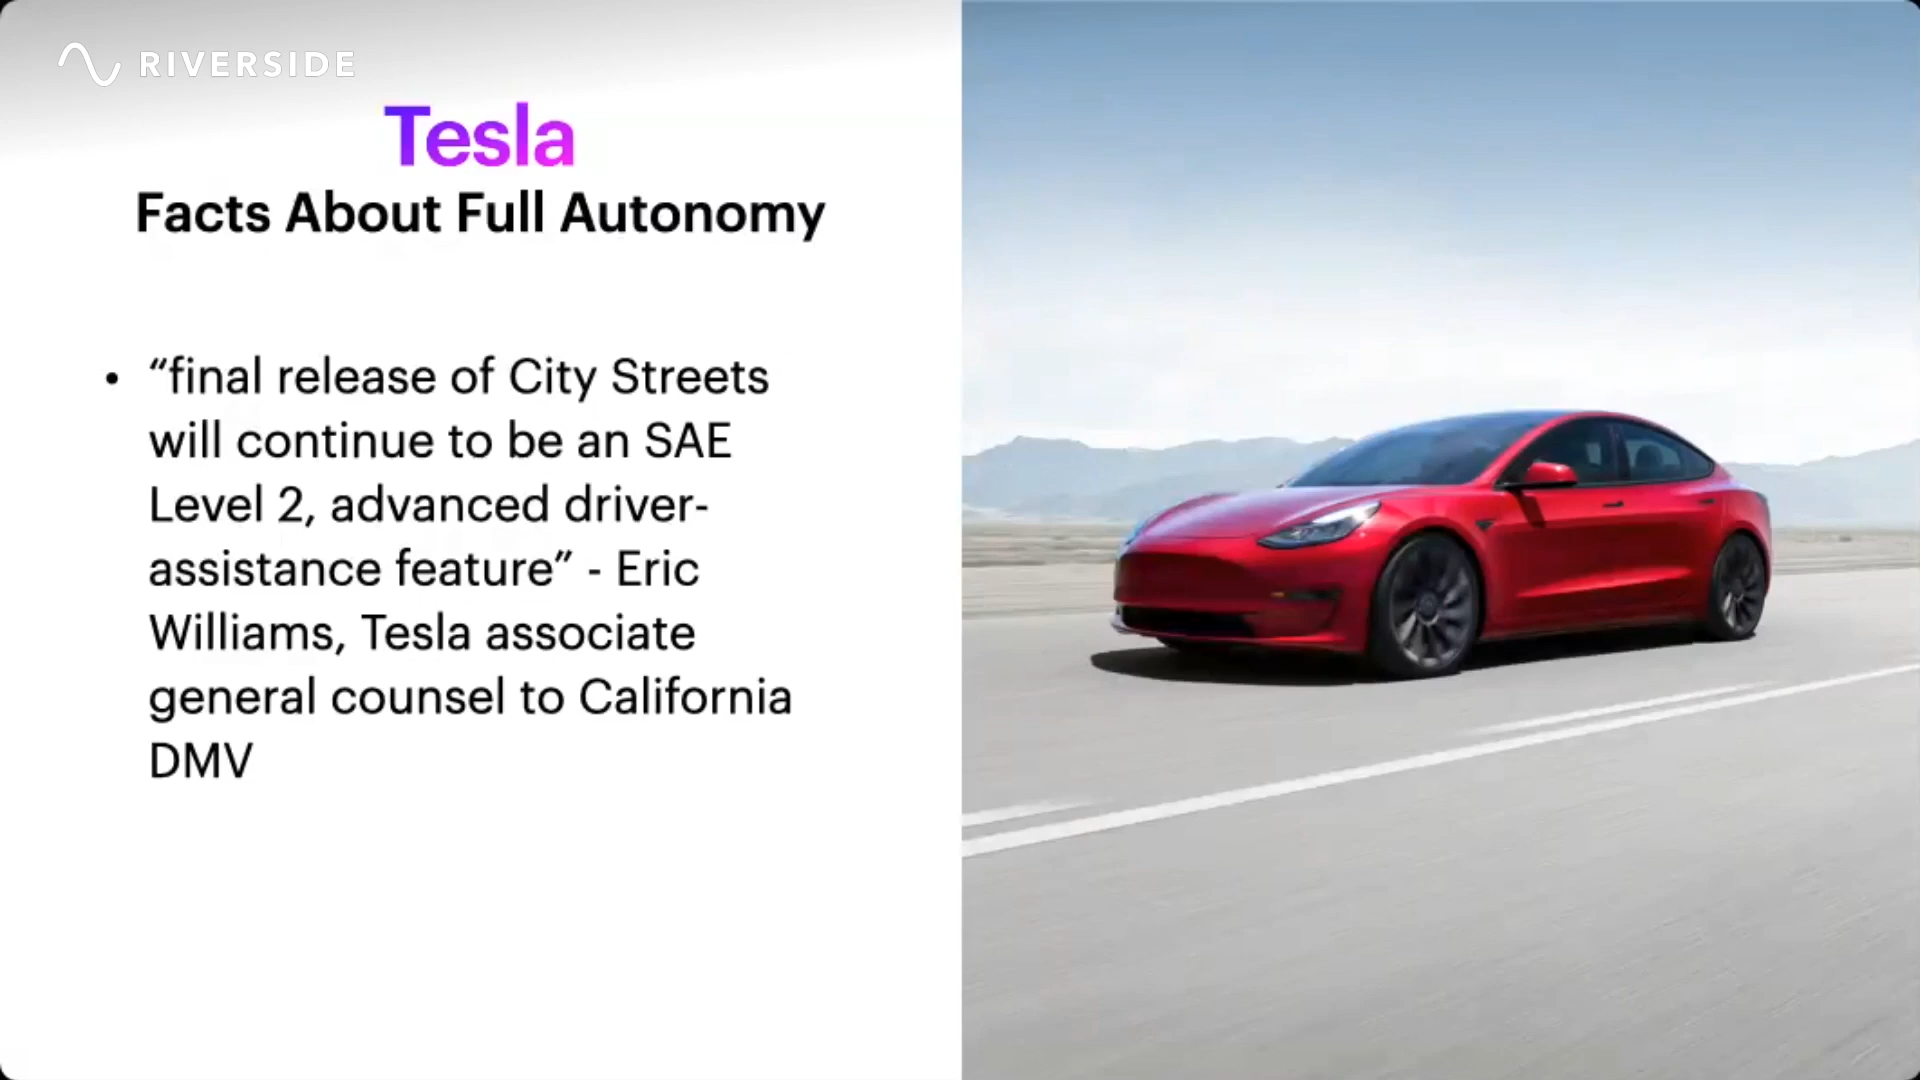 RIVERSIDE
Tesla
Facts About Full Autonomy
• “final release of City Streets
will continue to be an SAE
Level 2, advanced driver-
assistance feature” - Eric
Williams, Tesla associate
general counsel to California
DMV